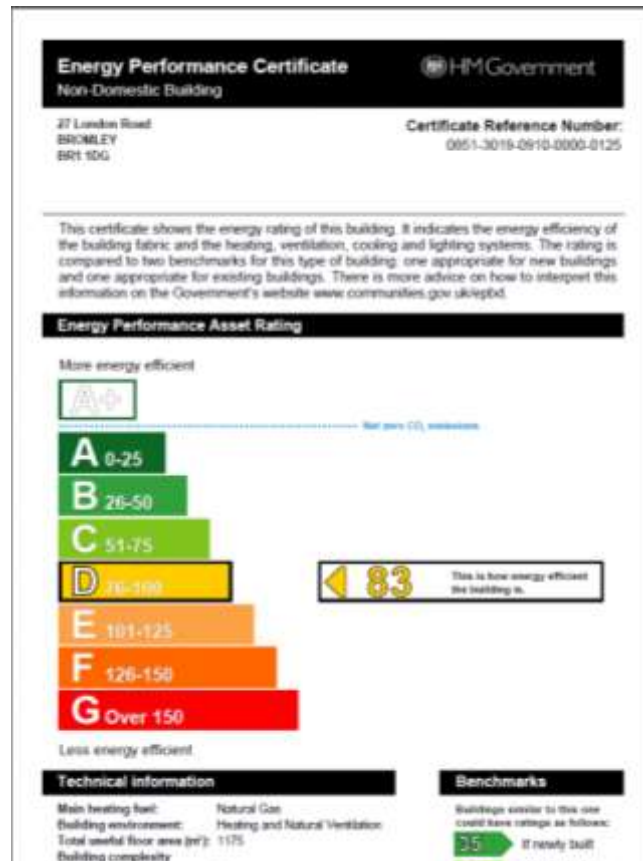 Energy Performance Certificate
HM Government
Non-Domestic Building
27 London Road
BROMLEY
BR1 1DG
Certificate Reference Number:
0851-3019-0910-0000-0125
This certificate shows the energy rating of this building. It indicates the energy efficiency of
the building fabric and the heating, ventilation, cooling and lighting systems. The rating is
compared to two benchmarks for this type of building: one appropriate for new buildings
and one appropriate for existing buildings. There is more advice on how to interpret this
information on the Government's website www.communities.gov.uk/epbd.
Energy Performance Asset Rating
More energy efficient
A+
Net zero CO₂ emissions
A 0-25
B 26-50
C 51-75
D 76-100
83
This is how energy efficient
the building is.
E 101-125
F 126-150
G Over 150
Less energy efficient
Technical information
Main heating fuel: Natural Gas
Building environment: Heating and Natural Ventilation
Total useful floor area (m²): 1175
Building complexity
Benchmarks
Buildings similar to this one
could have ratings as follows:
35 If newly built